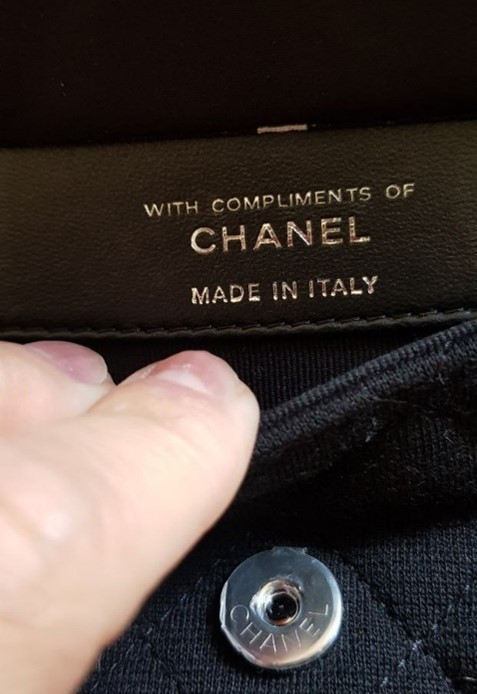 WITH COMPLIMENTS OF
CHANEL
MADE IN ITALY
CHANEL